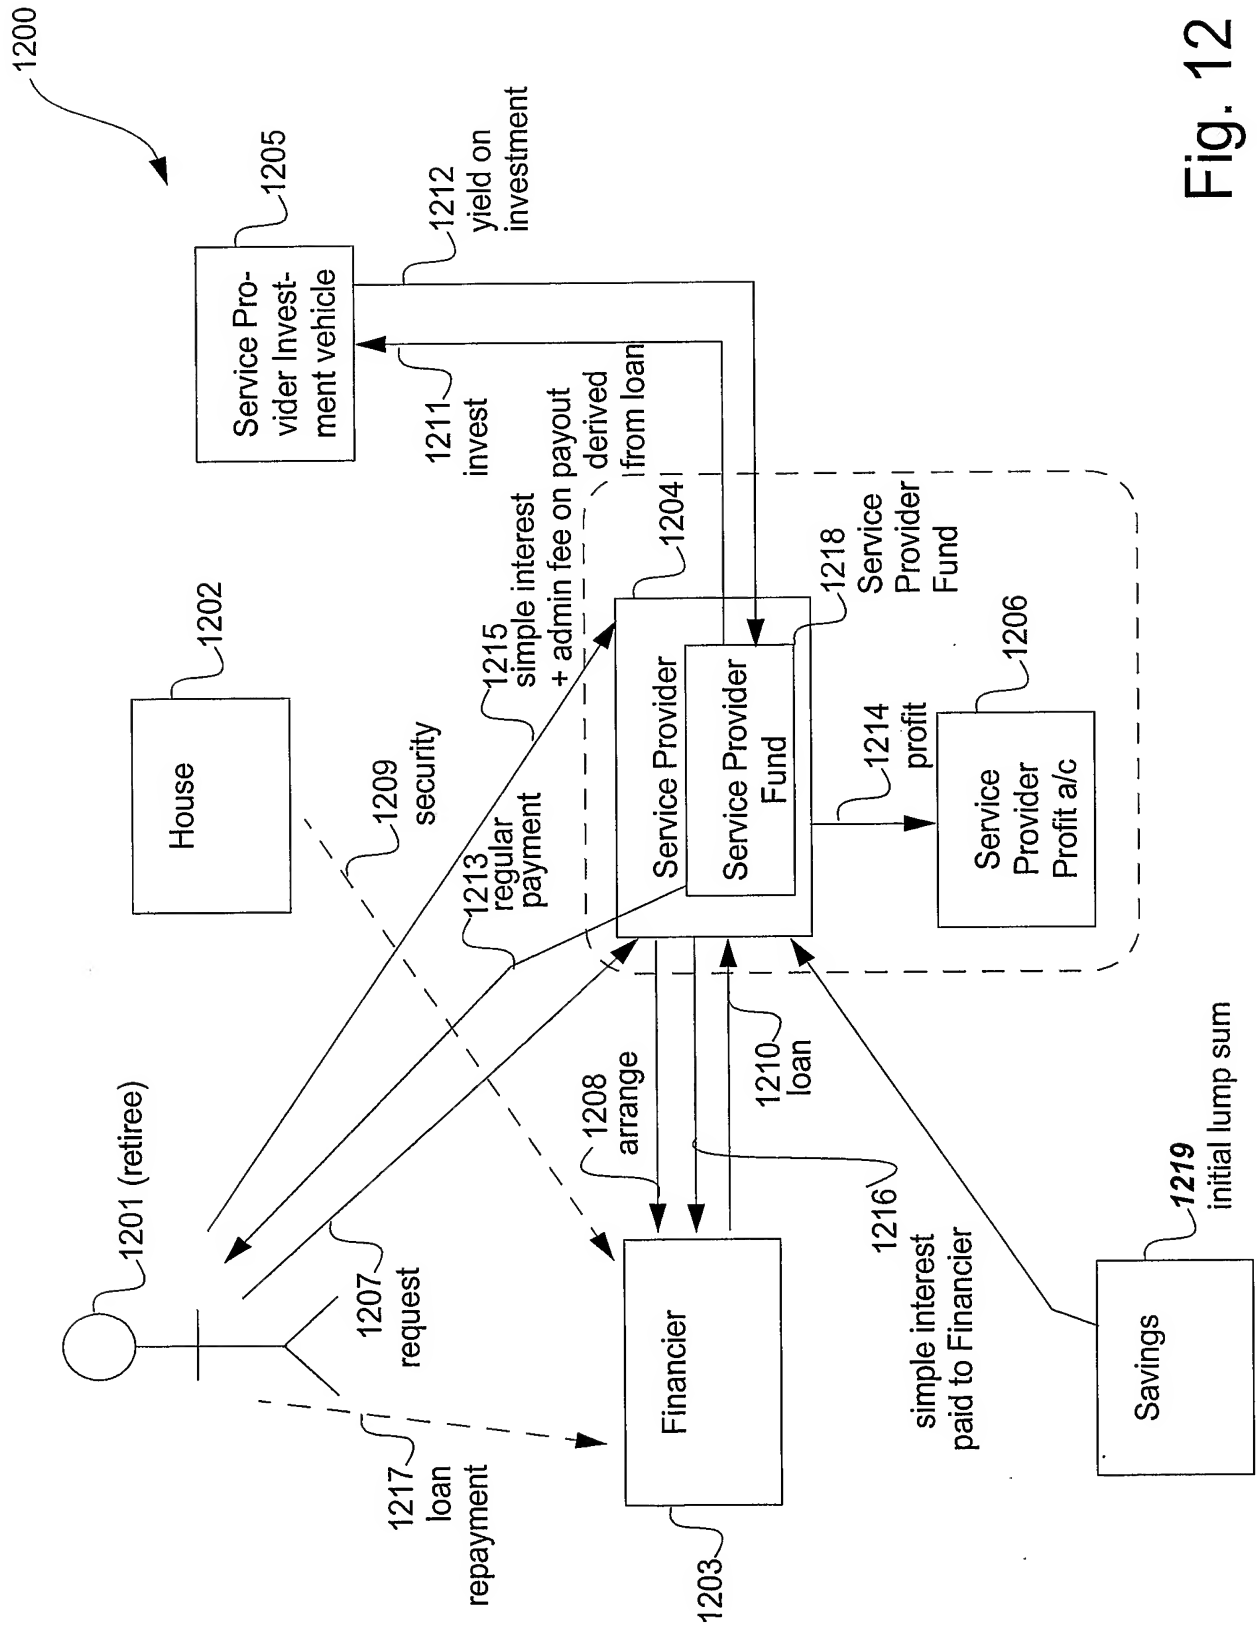 1200
1201 (retiree)
House
1202
Service Pro-
vider Invest-
ment vehicle
1205
1207
request
1217
loan
repayment
1209
security
1215
simple interest
+ admin fee on payout
derived
from loan
1213
regular
payment
1211
invest
1212
yield on
investment
Financier
1203
1208
arrange
1210
loan
1216
simple interest
paid to Financier
Service Provider
1204
Service Provider
Fund
1218
Service
Provider
Fund
1214
profit
Service
Provider
Profit a/c
1206
Savings
1219
initial lump sum
Fig. 12